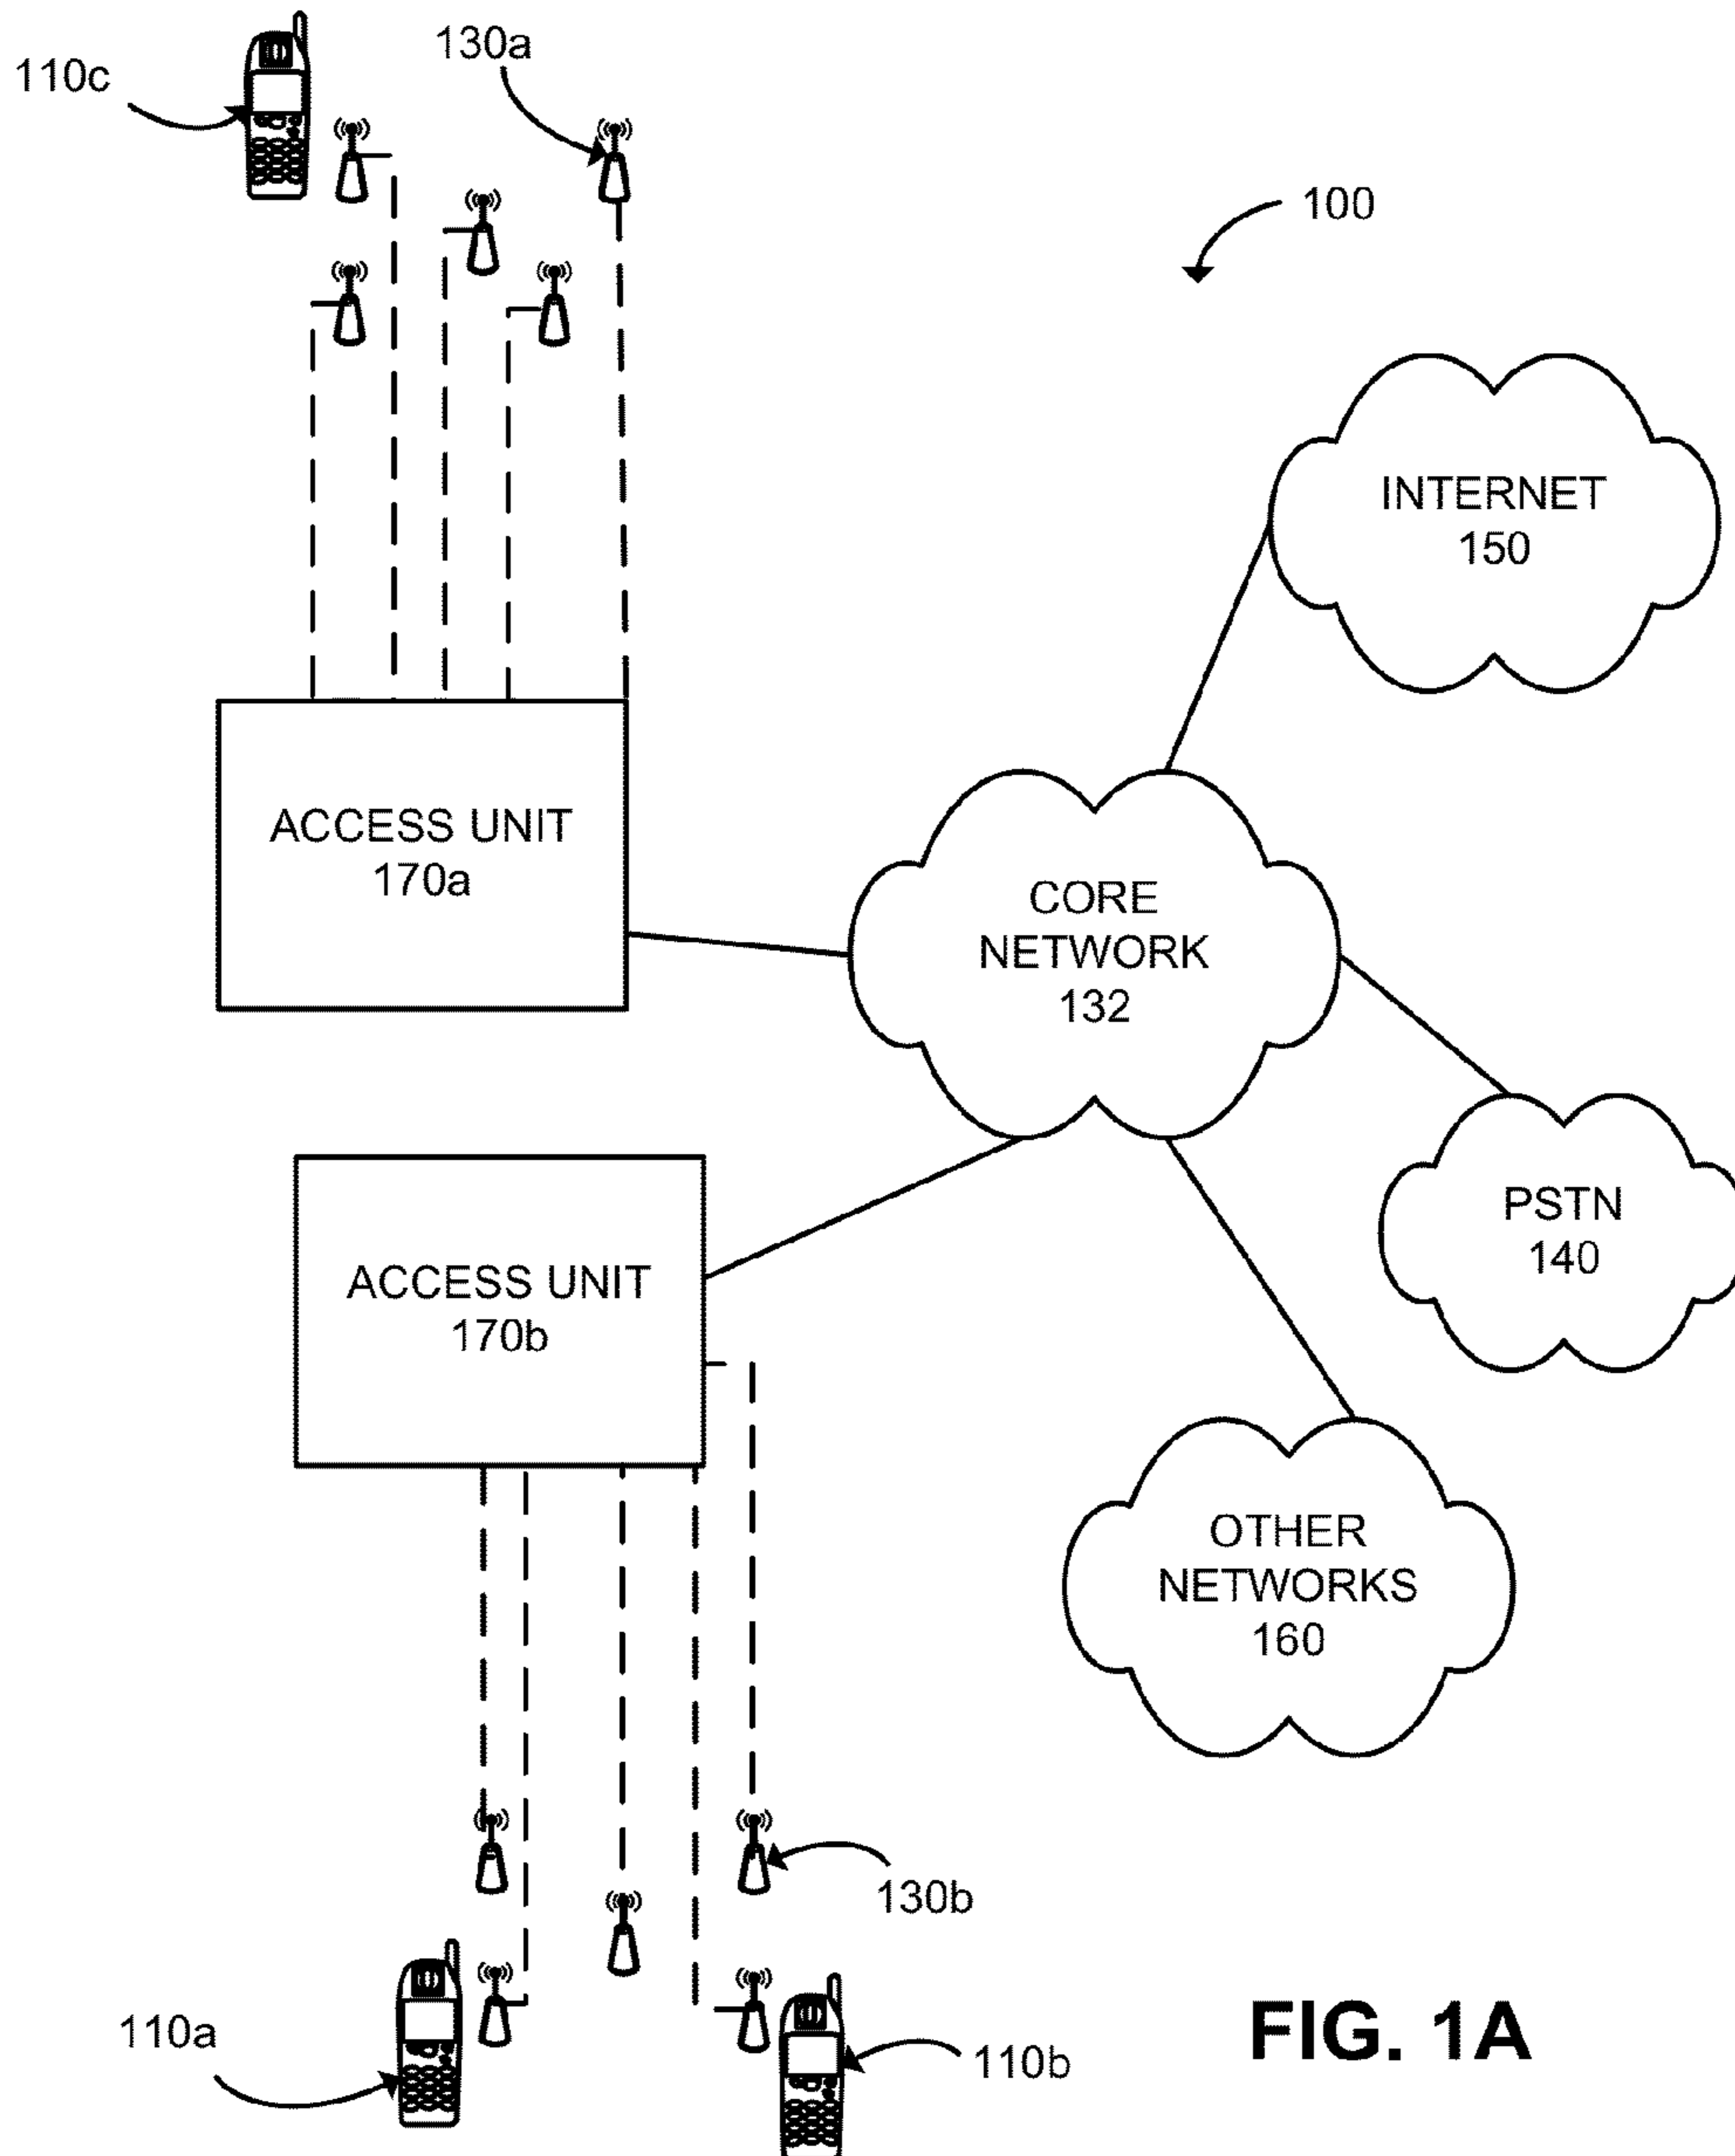 110c
130a
100
INTERNET
150
ACCESS UNIT
170a
CORE
NETWORK
132
PSTN
140
ACCESS UNIT
170b
OTHER
NETWORKS
160
130b
110a
110b
FIG. 1A